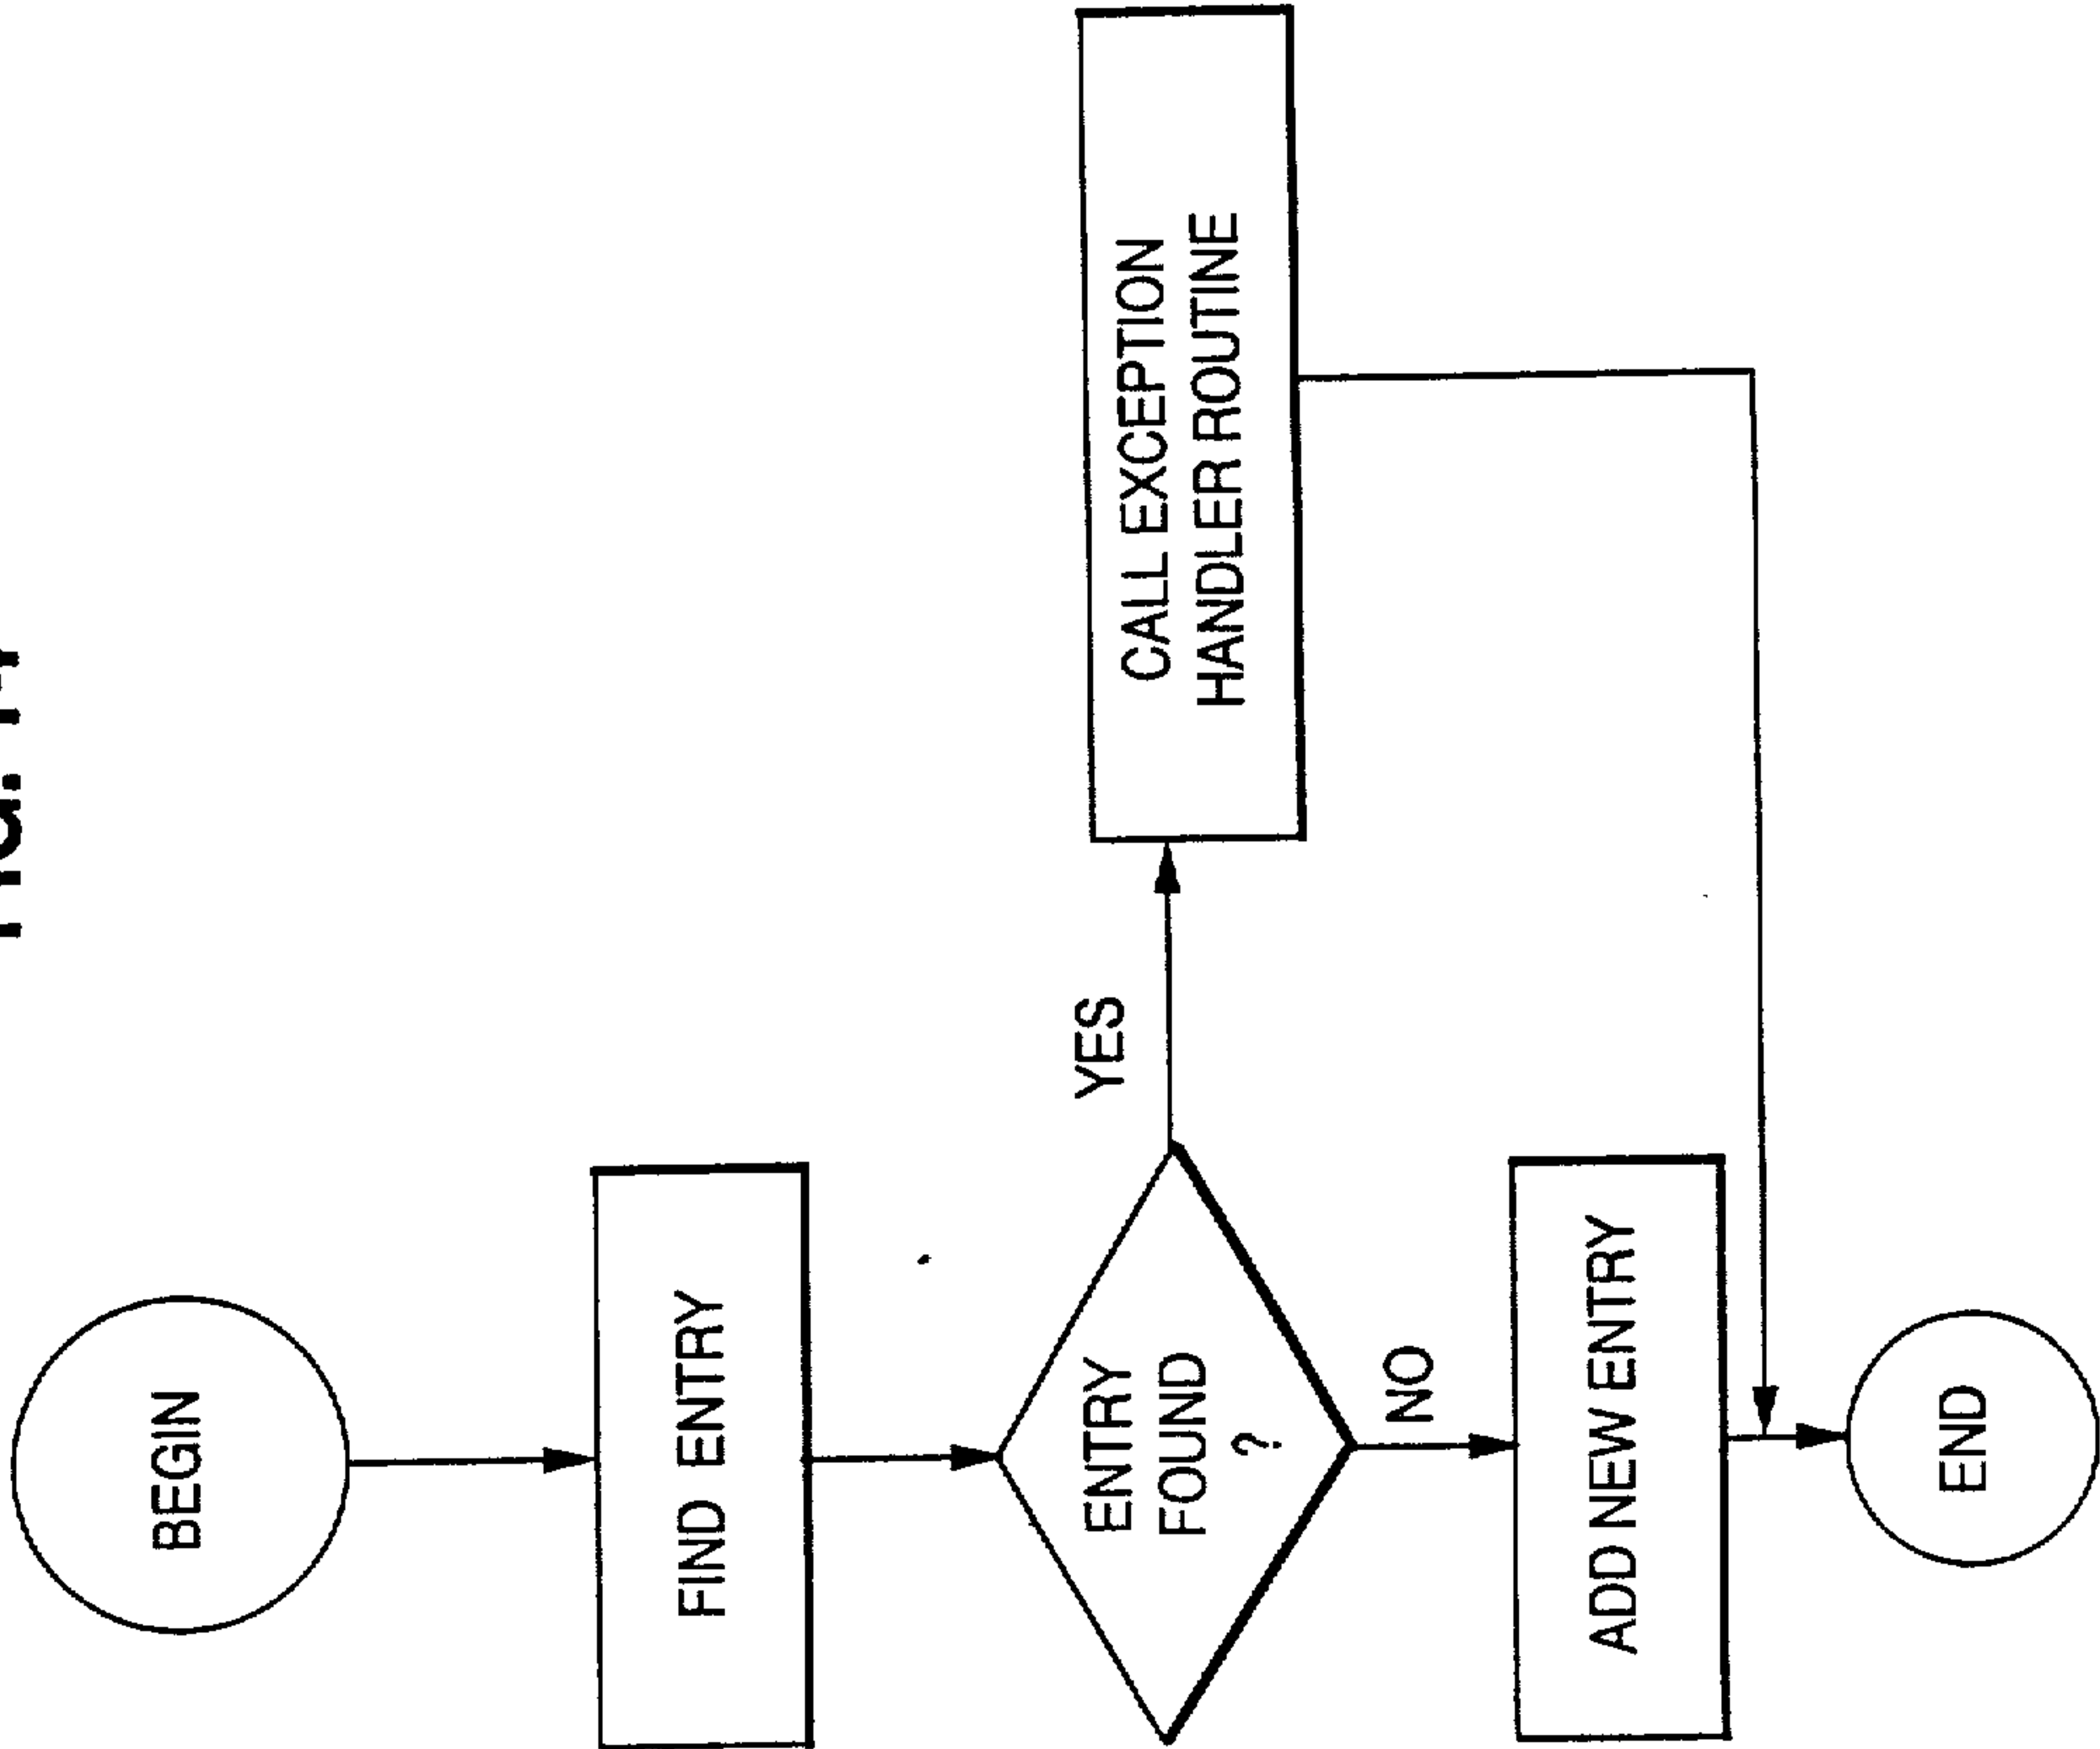 BEGIN
FIND ENTRY
ENTRY
FOUND
?
YES
CALL EXCEPTION
HANDLER ROUTINE
NO
ADD NEW ENTRY
END